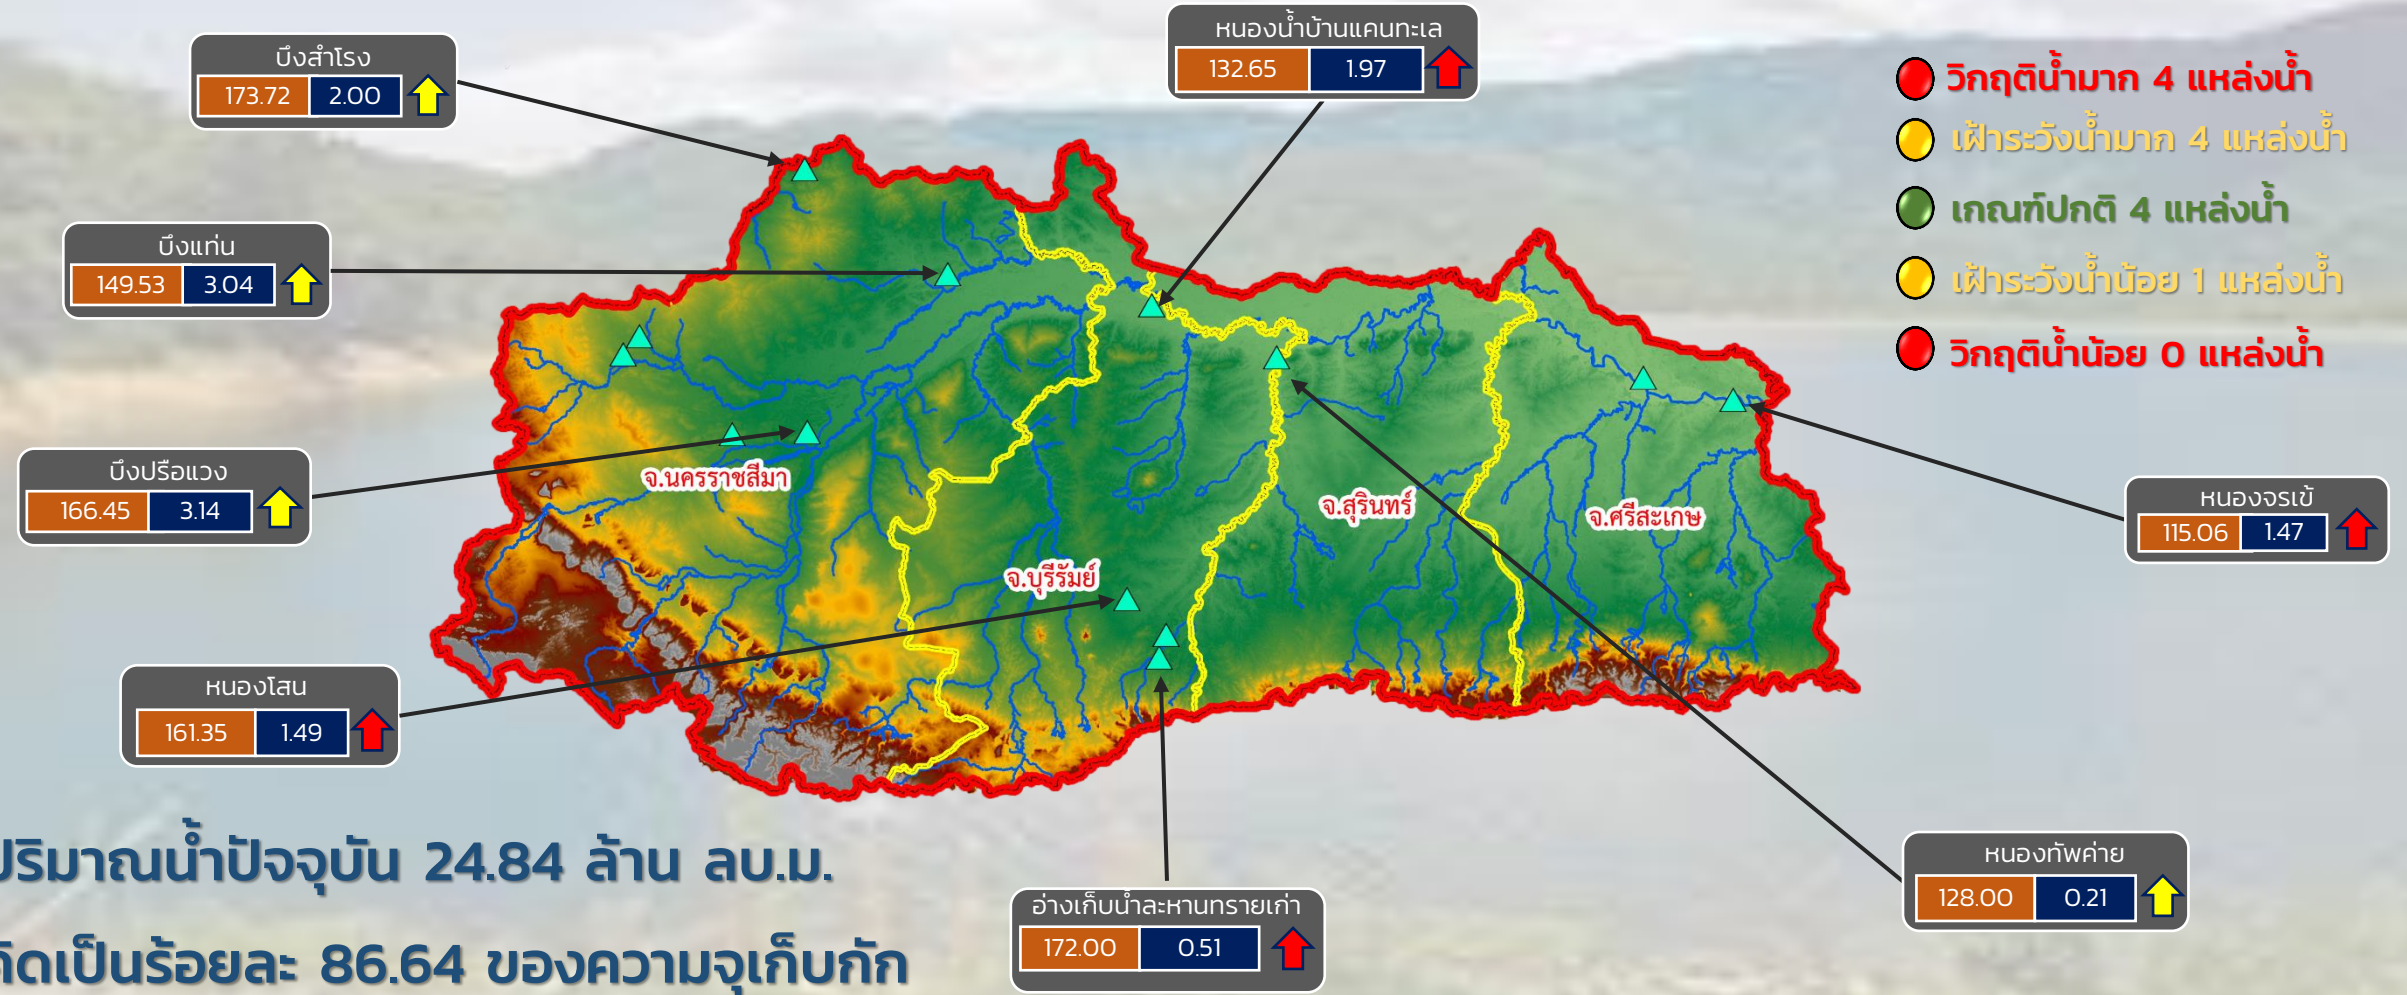 บึงสำโรง
173.72 2.00
หนองน้ำบ้านแคนทะเล
132.65 1.97
วิกฤติน้ำมาก 4 แหล่งน้ำ
เฝ้าระวังน้ำมาก 4 แหล่งน้ำ
เกณฑ์ปกติ 4 แหล่งน้ำ
เฝ้าระวังน้ำน้อย 1 แหล่งน้ำ
วิกฤติน้ำน้อย 0 แหล่งน้ำ
บึงแท่น
149.53 3.04
บึงปรือแวง
166.45 3.14
จ.นครราชสีมา
จ.บุรีรัมย์
จ.สุรินทร์
จ.ศรีสะเกษ
หนองจรเข้
115.06 1.47
หนองโสน
161.35 1.49
หนองทัพค่าย
128.00 0.21
อ่างเก็บน้ำละหานทรายเก่า
172.00 0.51
ปริมาณน้ำปัจจุบัน 24.84 ล้าน ลบ.ม.
คิดเป็นร้อยละ 86.64 ของความจุเก็บกัก